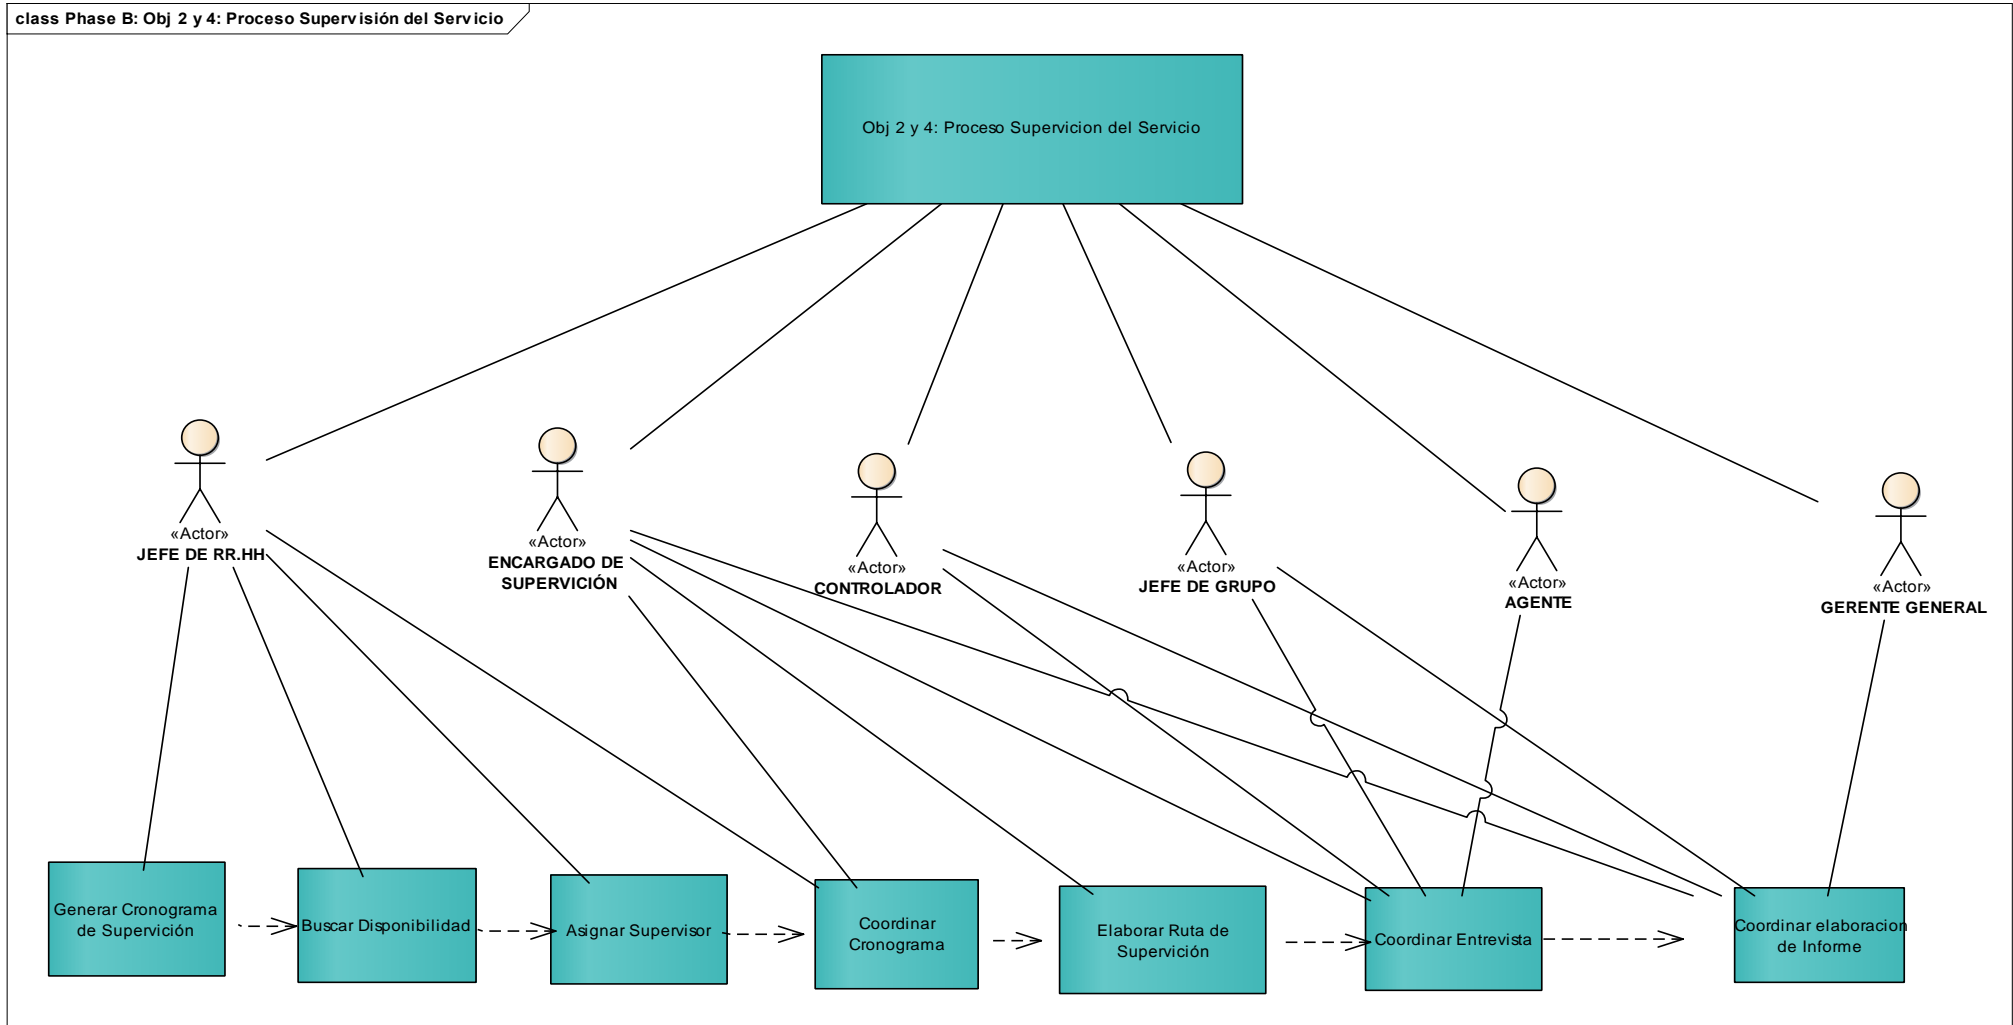 class Phase B: Obj 2 y 4: Proceso Supervisión del Servicio
Obj 2 y 4: Proceso Supervicion del Servicio
«Actor»
JEFE DE RR.HH
«Actor»
ENCARGADO DE
SUPERVICIÓN
«Actor»
CONTROLADOR
«Actor»
JEFE DE GRUPO
«Actor»
AGENTE
«Actor»
GERENTE GENERAL
Generar Cronograma
de Supervición
Buscar Disponibilidad
Asignar Supervisor
Coordinar
Cronograma
Elaborar Ruta de
Supervición
Coordinar Entrevista
Coordinar elaboracion
de Informe